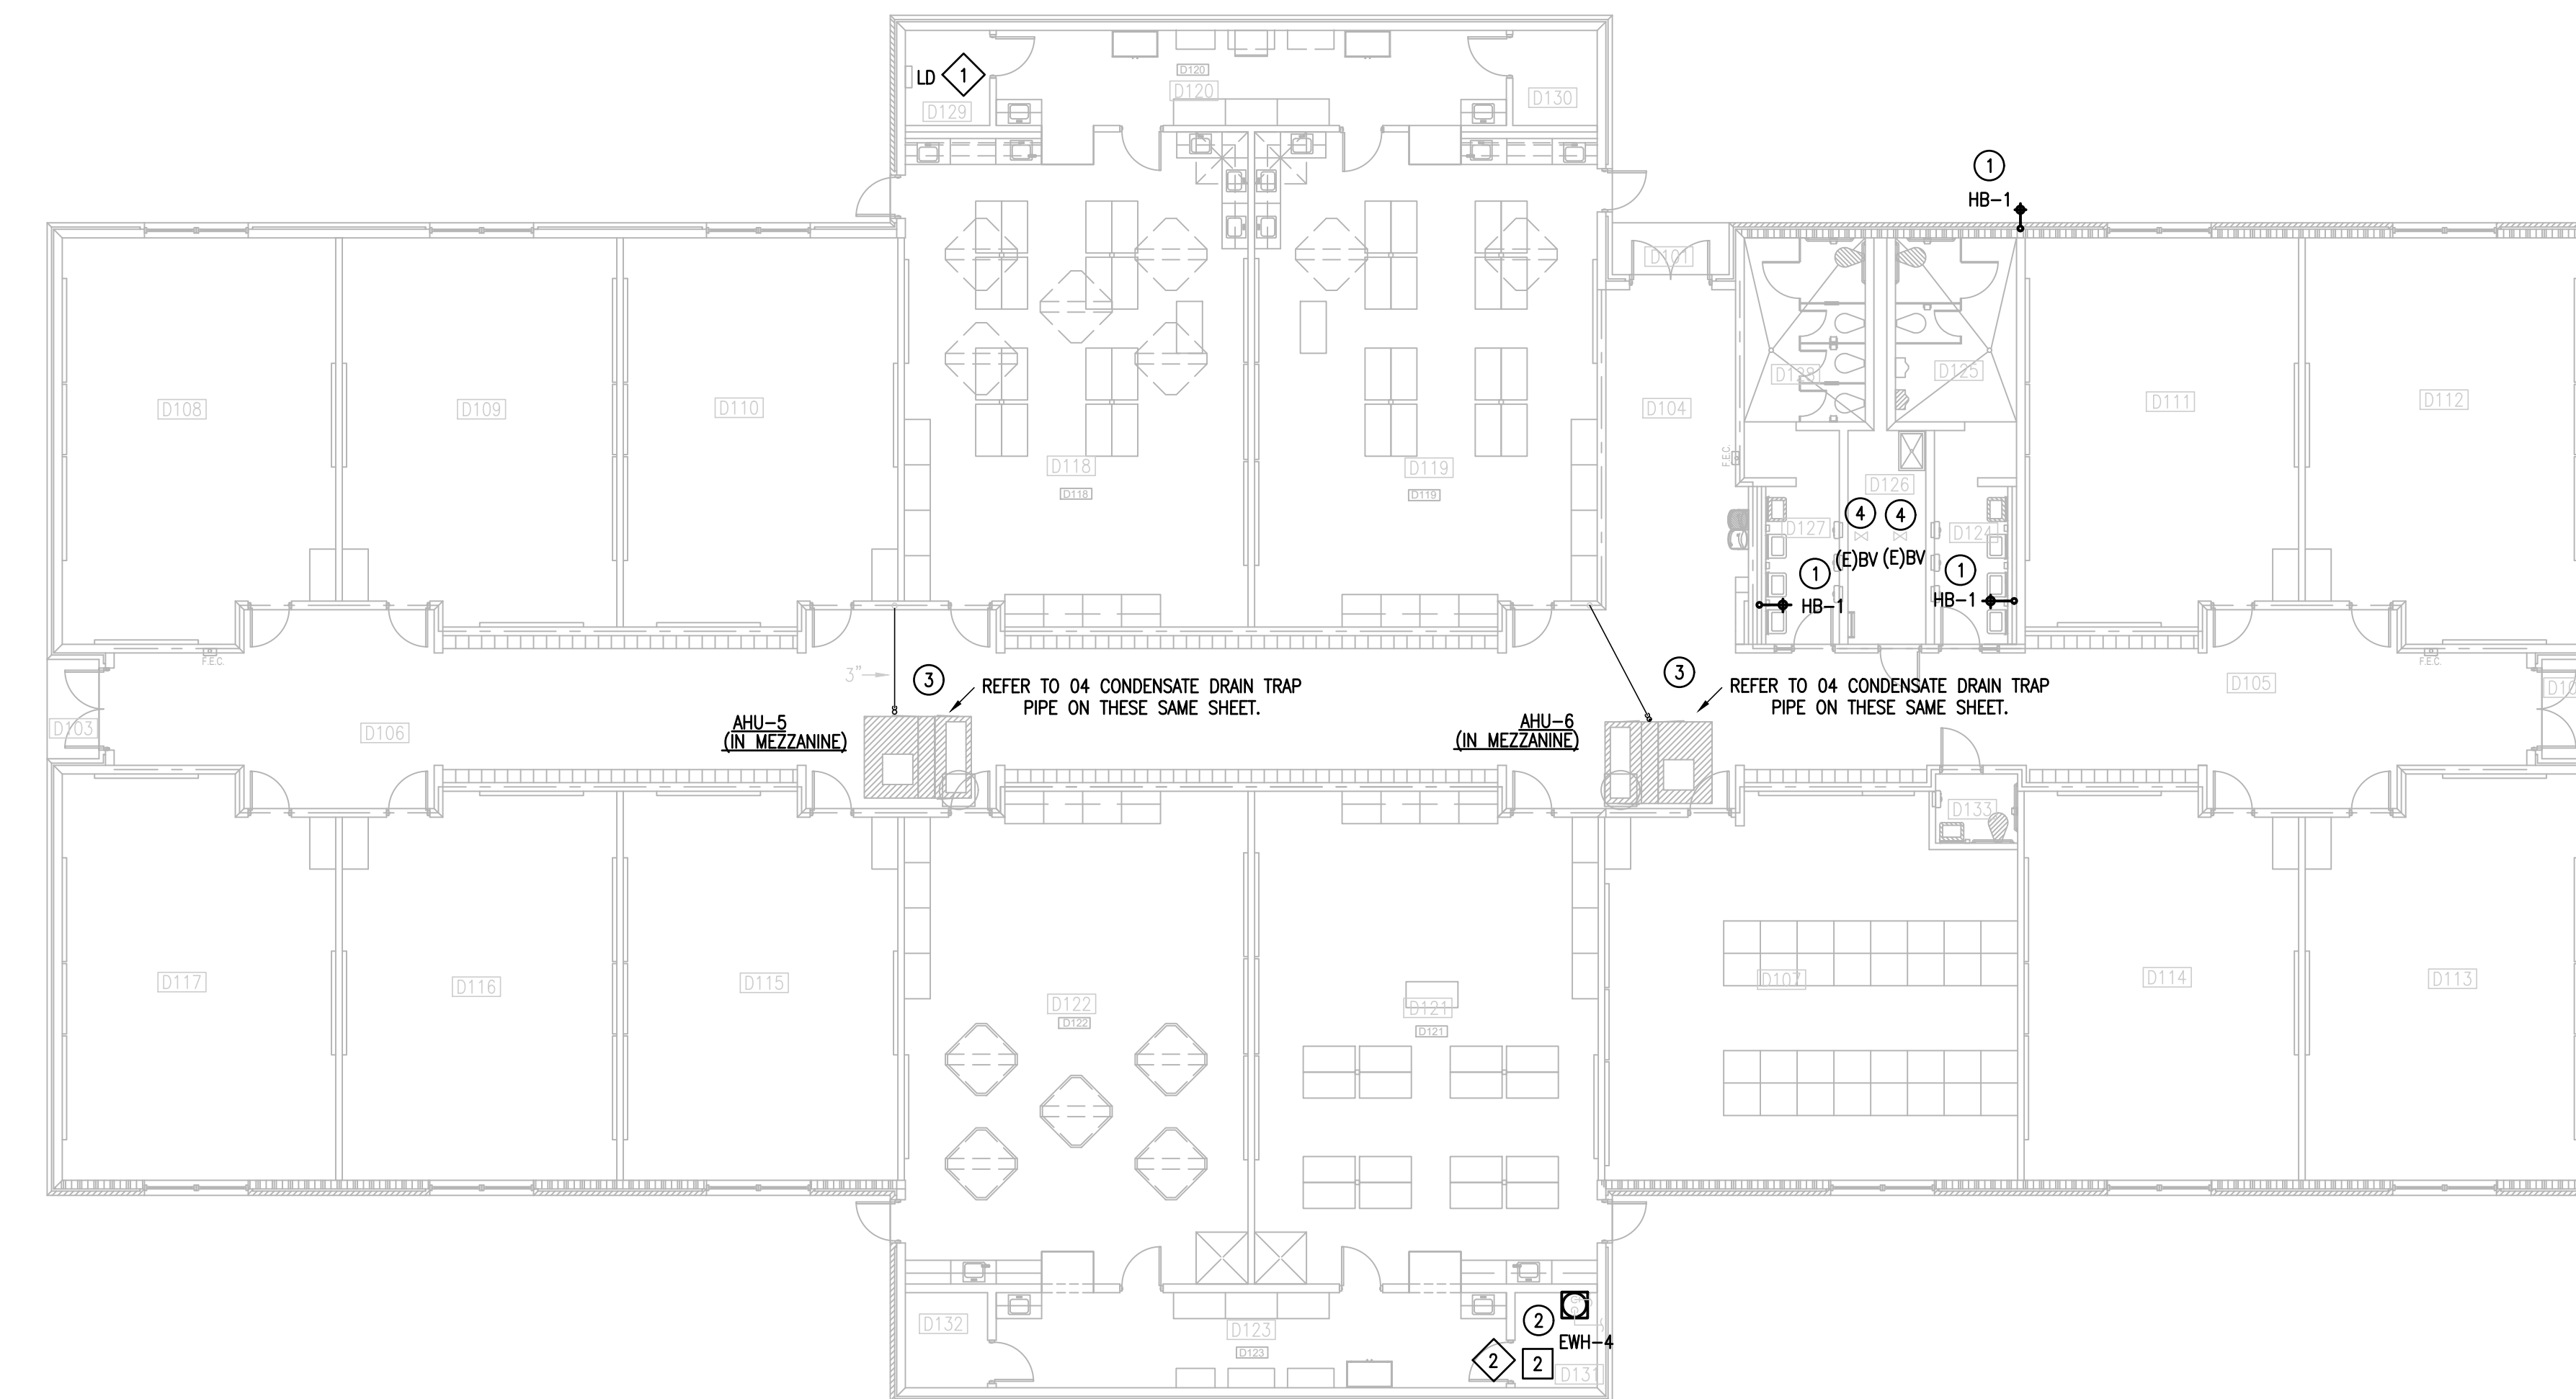 LD 1
D120
D120
D129
D130
1
HB-1
D101
D108
D109
D110
D118
D118
D119
D119
D104
F.E.C.
D128
D125
D111
D112
D126
4 4
D127
D124
(E)BV (E)BV
1
1
HB-1
HB-1
F.E.C.
F.E.C.
3"
3
REFER TO 04 CONDENSATE DRAIN TRAP
PIPE ON THESE SAME SHEET.
3
REFER TO 04 CONDENSATE DRAIN TRAP
PIPE ON THESE SAME SHEET.
D105
D103
D106
AHU-5
(IN MEZZANINE)
AHU-6
(IN MEZZANINE)
D133
D117
D116
D115
D122
D122
D121
D121
D107
D114
D113
D132
D123
D123
2
EWH-4
2
2
D131